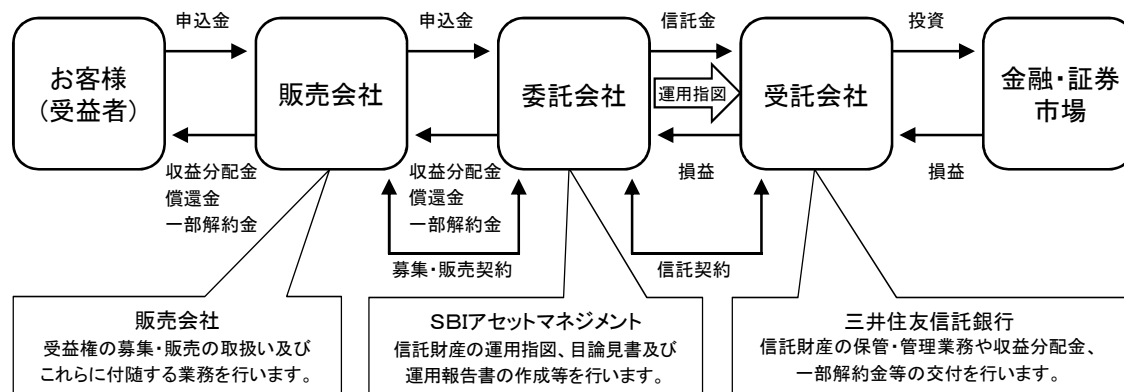 申込金
申込金
信託金
投資
お客様
(受益者)
販売会社
委託会社
運用指図
受託会社
金融・証券
市場
収益分配金
償還金
一部解約金
収益分配金
償還金
一部解約金
損益
損益
募集・販売契約
信託契約
販売会社
受益権の募集・販売の取扱い及び
これらに付随する業務を行います。
SBIアセットマネジメント
信託財産の運用指図、目論見書及び
運用報告書の作成等を行います。
三井住友信託銀行
信託財産の保管・管理業務や収益分配金、
一部解約金等の交付を行います。